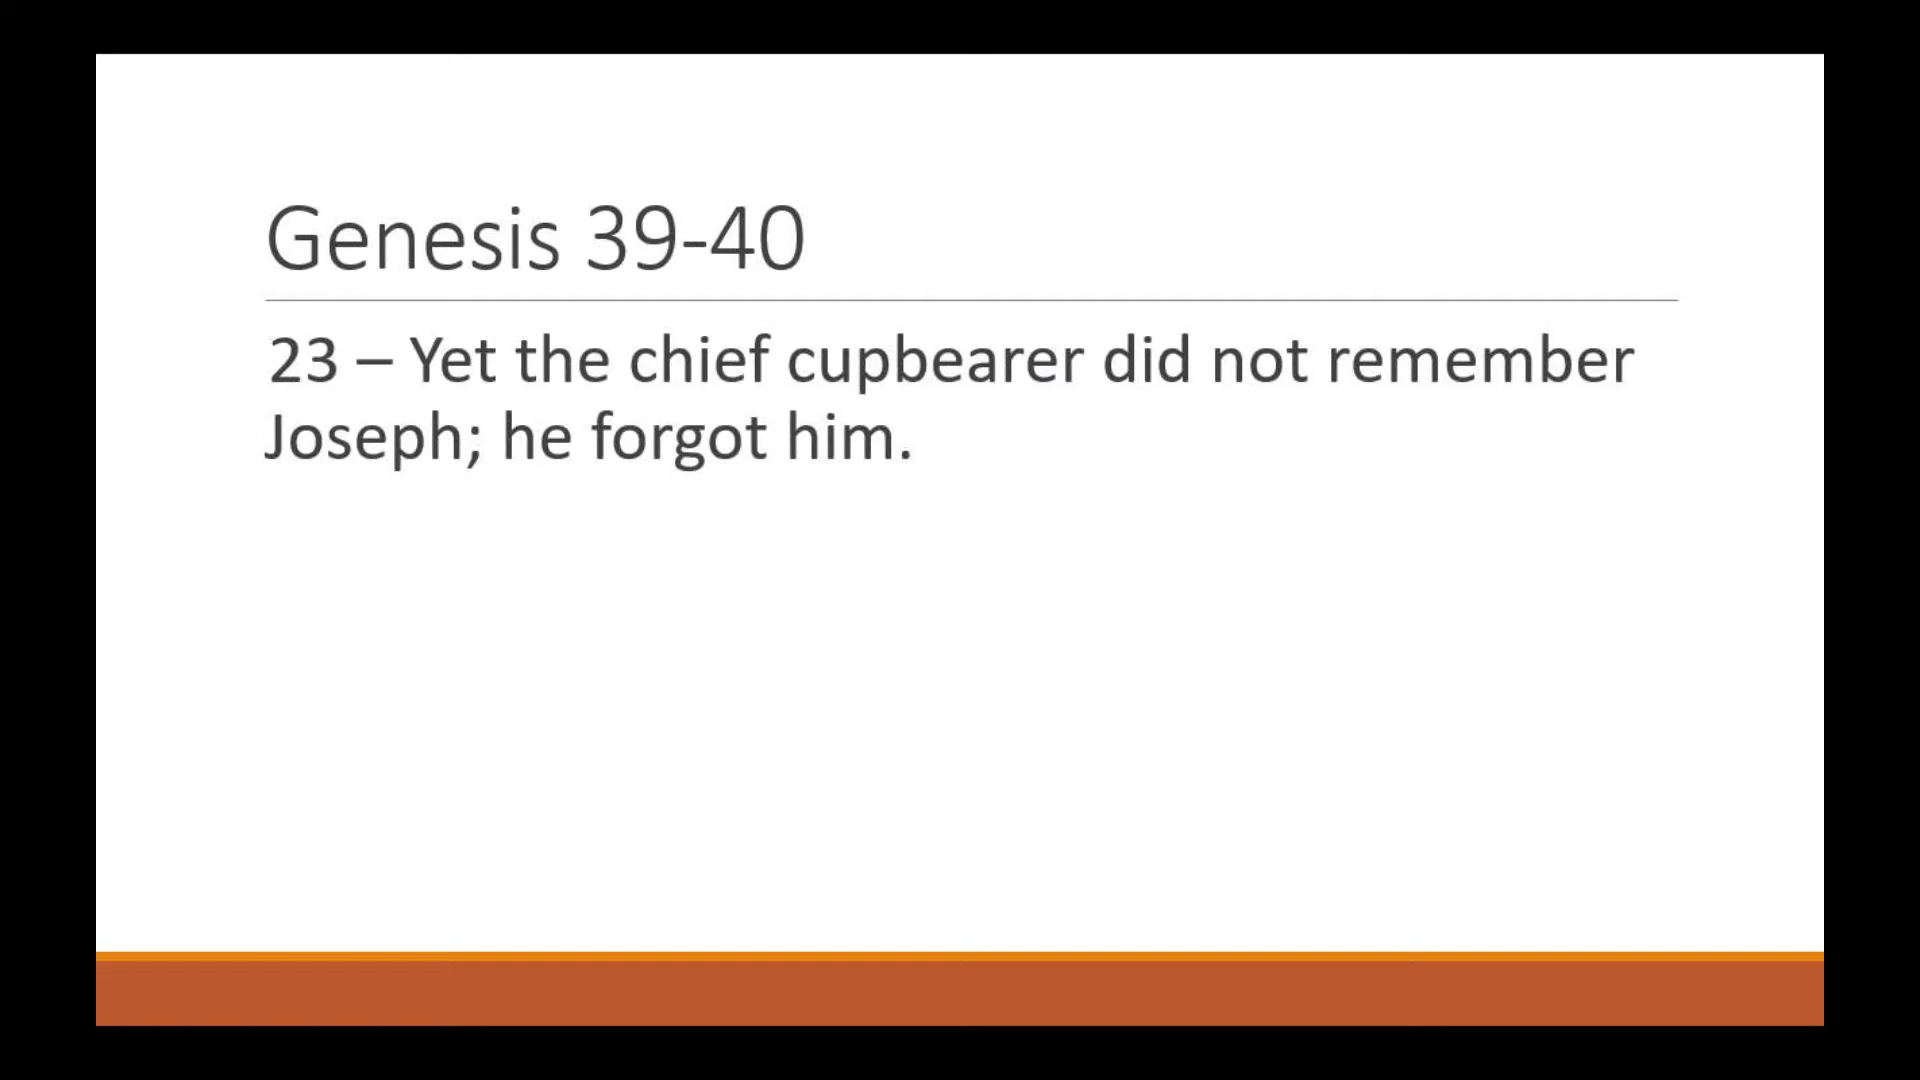 Genesis 39-40
23 – Yet the chief cupbearer did not remember
Joseph; he forgot him.